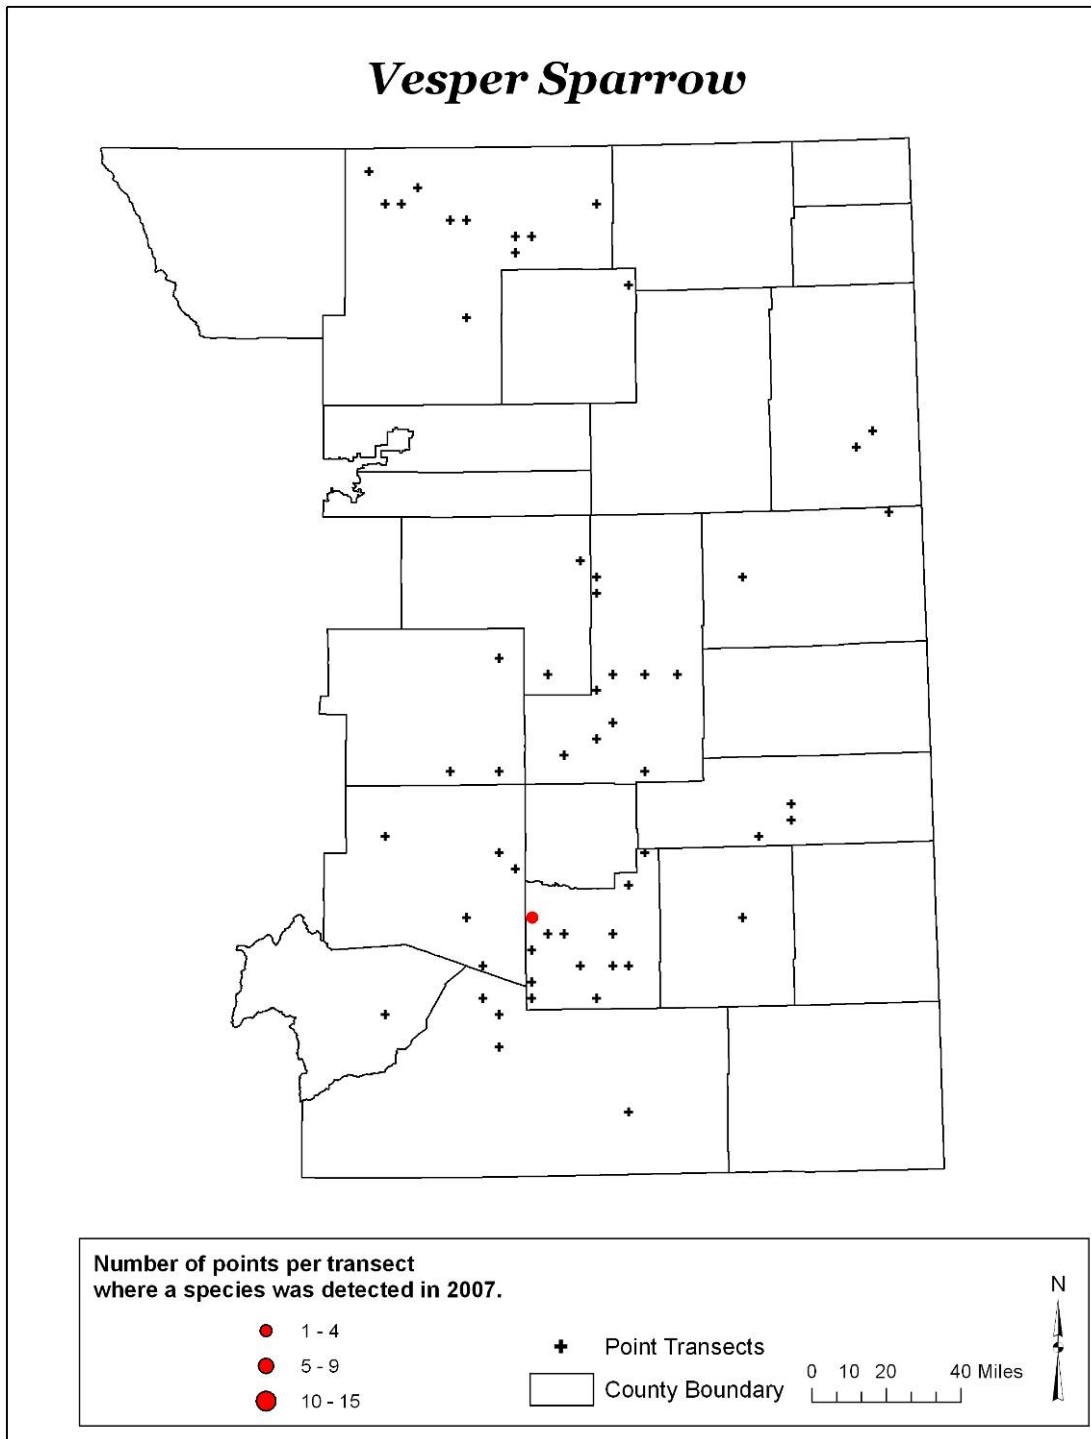 Vesper Sparrow
Number of points per transect
where a species was detected in 2007.
1 - 4
5 - 9
10 - 15
Point Transects
County Boundary
N
0 10 20 40 Miles